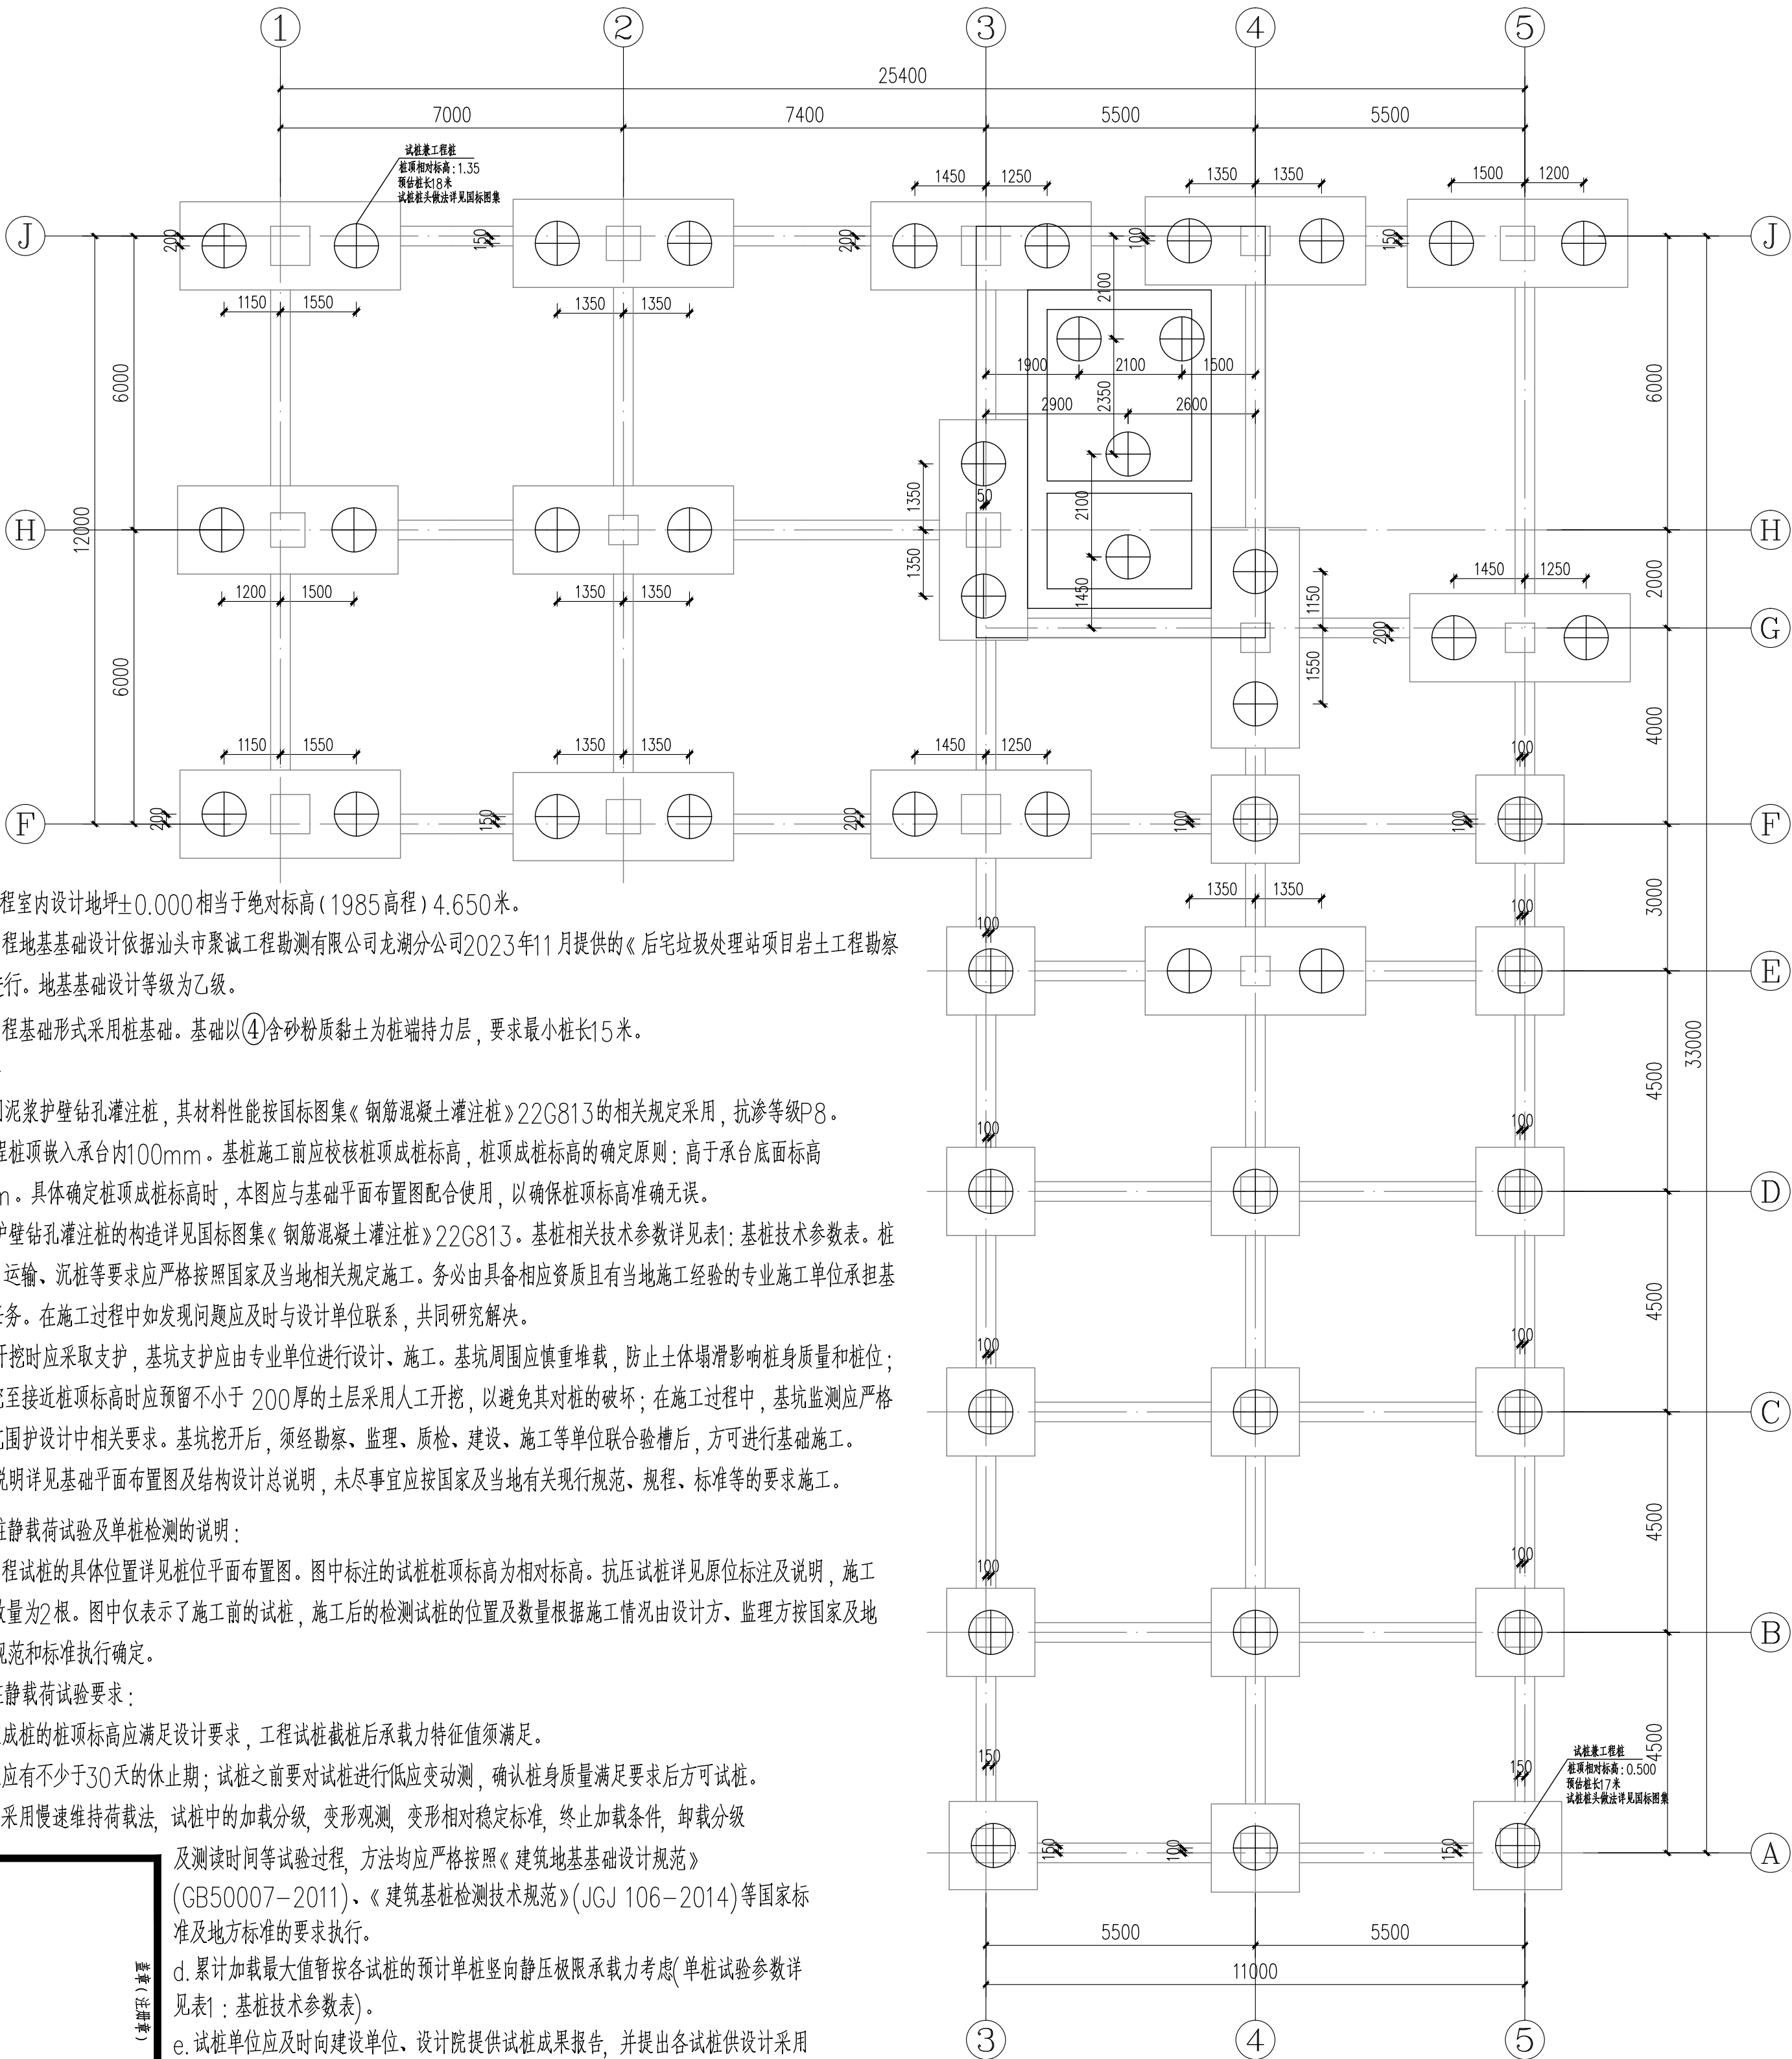 ① ② ③ ④ ⑤
25400
7000 7400 5500 5500
试桩兼工程桩
桩顶相对标高:1.35
预估桩长18米
试桩桩头做法详见国标图集
1450 1250 1350 1350 1500 1200
J 200 150 200 100 150 J
1150 1550 1350 1350
2100
1900 2100 1500
2350
2900 2600
6000 6000
12000
1350 50 2100
H H
1350 1450
1200 1500 1350 1350
1150 1450 1250 2000
200 G
1550
6000 4000
1150 1550 1350 1350 1450 1250 100
F 200 150 200 100 100 F
1350 1350 3000
100 100
E
33000
4500
100 100
D
4500
100 100
C
4500
100 100
B
4500
150 150
试桩兼工程桩
桩顶相对标高:0.500
预估桩长17米
试桩桩头做法详见国标图集
150 100 150 A
5500 5500
11000
③ ④ ⑤
程室内设计地坪±0.000相当于绝对标高(1985高程)4.650米。
程地基基础设计依据汕头市聚诚工程勘测有限公司龙湖分公司2023年11月提供的《后宅垃圾处理站项目岩土工程勘察
进行。地基基础设计等级为乙级。
程基础形式采用桩基础。基础以④含砂粉质黏土为桩端持力层,要求最小桩长15米。
泥浆护壁钻孔灌注桩,其材料性能按国标图集《钢筋混凝土灌注桩》22G813的相关规定采用,抗渗等级P8。
程桩顶嵌入承台内100mm。基桩施工前应校核桩顶成桩标高,桩顶成桩标高的确定原则:高于承台底面标高
m。具体确定桩顶成桩标高时,本图应与基础平面布置图配合使用,以确保桩顶标高准确无误。
护壁钻孔灌注桩的构造详见国标图集《钢筋混凝土灌注桩》22G813。基桩相关技术参数详见表1:基桩技术参数表。桩
运输、沉桩等要求应严格按照国家及当地相关规定施工。务必由具备相应资质且有当地施工经验的专业施工单位承担基
任务。在施工过程中如发现问题应及时与设计单位联系,共同研究解决。
开挖时应采取支护,基坑支护应由专业单位进行设计、施工。基坑周围应慎重堆载,防止土体塌滑影响桩身质量和桩位;
挖至接近桩顶标高时应预留不小于 200厚的土层采用人工开挖,以避免其对桩的破坏;在施工过程中,基坑监测应严格
坑围护设计中相关要求。基坑挖开后,须经勘察、监理、质检、建设、施工等单位联合验槽后,方可进行基础施工。
说明详见基础平面布置图及结构设计总说明,未尽事宜应按国家及当地有关现行规范、规程、标准等的要求施工。
桩静载荷试验及单桩检测的说明:
程试桩的具体位置详见桩位平面布置图。图中标注的试桩桩顶标高为相对标高。抗压试桩详见原位标注及说明,施工
数量为2根。图中仅表示了施工前的试桩,施工后的检测试桩的位置及数量根据施工情况由设计方、监理方按国家及地
规范和标准执行确定。
桩静载荷试验要求:
成桩的桩顶标高应满足设计要求,工程试桩截桩后承载力特征值须满足。
应有不少于30天的休止期;试桩之前要对试桩进行低应变动测,确认桩身质量满足要求后方可试桩。
采用慢速维持荷载法,试桩中的加载分级,变形观测,变形相对稳定标准,终止加载条件,卸载分级
及测读时间等试验过程,方法均应严格按照《建筑地基基础设计规范》
(GB50007-2011)、《建筑基桩检测技术规范》(JGJ 106-2014)等国家标
准及地方标准的要求执行。
d.累计加载最大值暂按各试桩的预计单桩竖向静压极限承载力考虑(单桩试验参数详
见表1:基桩技术参数表)。
e.试桩单位应及时向建设单位、设计院提供试桩成果报告,并提出各试桩供设计采用
盖章(注册章)